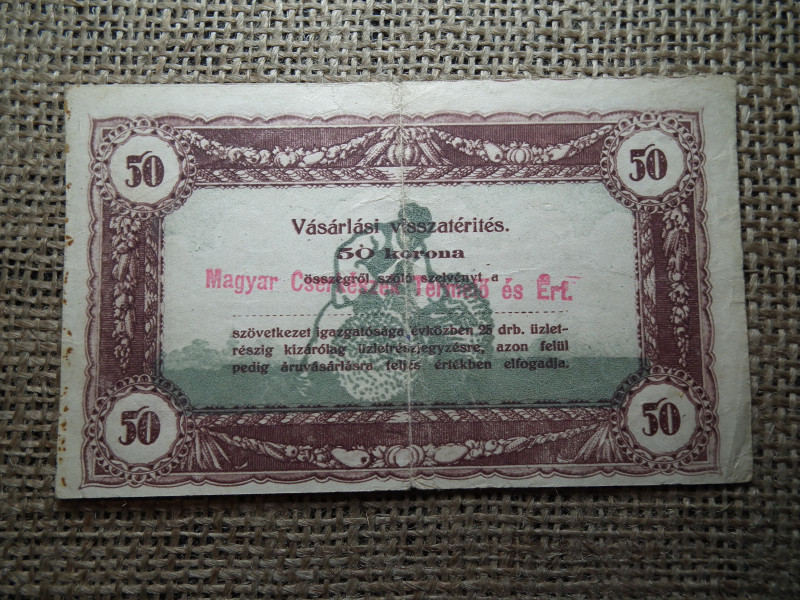 50
50
Vásárlási visszatérités.
50 korona
összegről szóló szelvényt a
Magyar Cserkészek Termelő és Ért.
szövetkezet igazgatósága évközben 25 drb. üzlet-
részig kizárólag üzletrészjegyzésre, azon felül
pedig áruvásárlásra teljes értékben elfogadja.
50
50